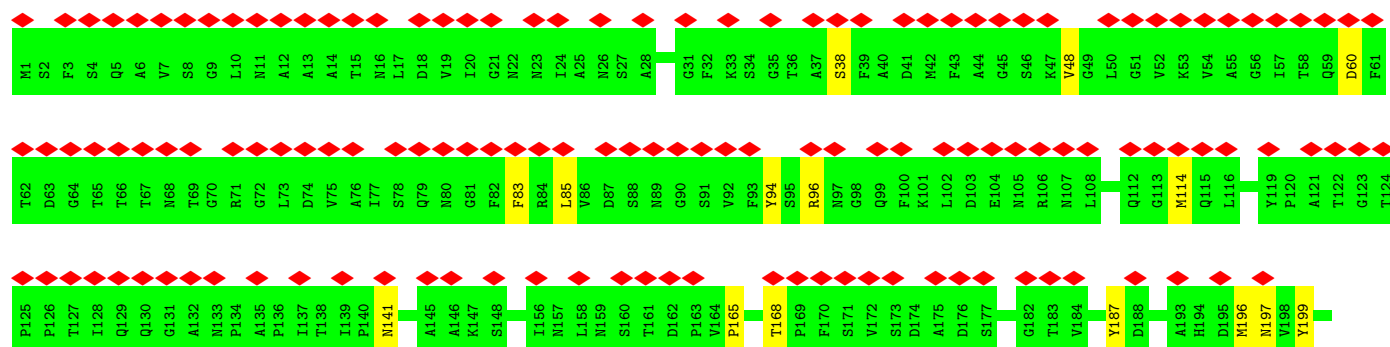 M1 S2 F3 S4 Q5 A6 V7 S8 G9 L10 N11 A12 A13 A14 T15 N16 L17 D18 V19 I20 G21 N22 N23 I24 A25 N26 S27 A28 G31 F32 K33 S34 G35 T36 A37 S38 F39 A40 D41 M42 F43 A44 G45 S46 K47 V48 G49 L50 G51 V52 K53 V54 A55 G56 I57 T58 Q59 D60 F61
T62 D63 G64 T65 T66 T67 N68 T69 G70 R71 G72 L73 D74 V75 A76 I77 S78 Q79 N80 G81 F82 F83 R84 L85 V86 D87 S88 N89 G90 S91 V92 F93 Y94 S95 R96 N97 G98 Q99 F100 K101 L102 D103 E104 N105 R106 N107 L108 Q112 G113 M114 Q115 L116 Y119 P120 A121 T122 G123 T124
P125 P126 T127 I128 Q129 Q130 G131 A132 N133 P134 A135 P136 I137 T138 I139 P140 N141 A145 A146 K147 S148 I156 N157 L158 N159 S160 T161 D162 P163 V164 P165 T168 P169 F170 S171 V172 S173 D174 A175 D176 S177 G182 T183 V184 Y187 D188 A193 H194 D195 M196 N197 V198 Y199